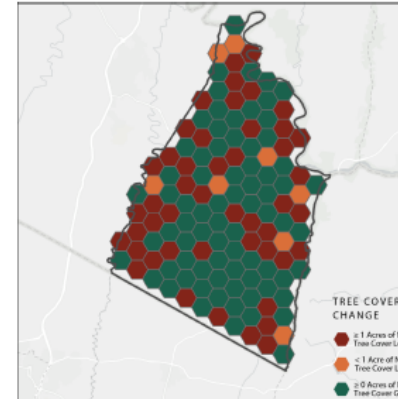 TREE COVER
CHANGE
≥ 1 Acres of
Tree Cover L
< 1 Acre of N
Tree Cover L
≥ 0 Acres of
Tree Cover G